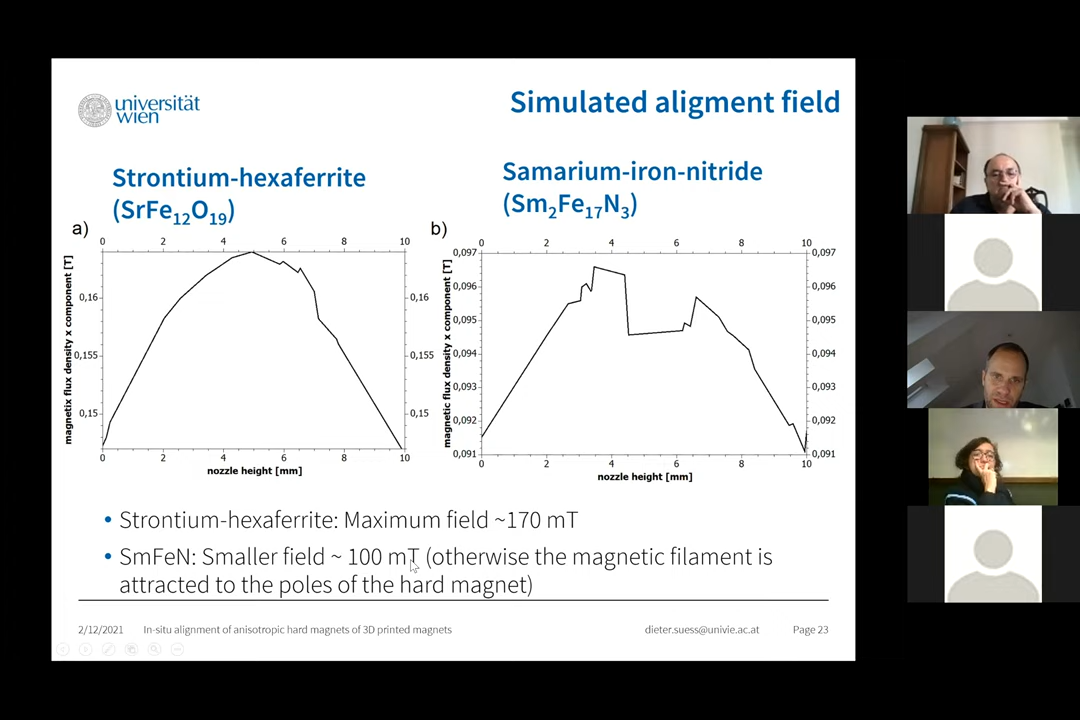 universität
wien
Simulated aligment field
Strontium-hexaferrite
(SrFe12O19)
Samarium-iron-nitride
(Sm2Fe17N3)
a)
0 2 4 6 8 10
magnetix flux density x component [T]
0,16 0,16
0,155 0,155
0,15 0,15
0 2 4 6 8 10
nozzle height [mm]
b)
0 2 4 6 8 10
magnetic flux density x component [T]
0,097 0,097
0,096 0,096
0,095 0,095
0,094 0,094
0,093 0,093
0,092 0,092
0,091 0,091
0 2 4 6 8 10
nozzle height [mm]
• Strontium-hexaferrite: Maximum field ~170 mT
• SmFeN: Smaller field ~ 100 mT (otherwise the magnetic filament is
attracted to the poles of the hard magnet)
2/12/2021 In-situ alignment of anisotropic hard magnets of 3D printed magnets dieter.suess@univie.ac.at Page 23